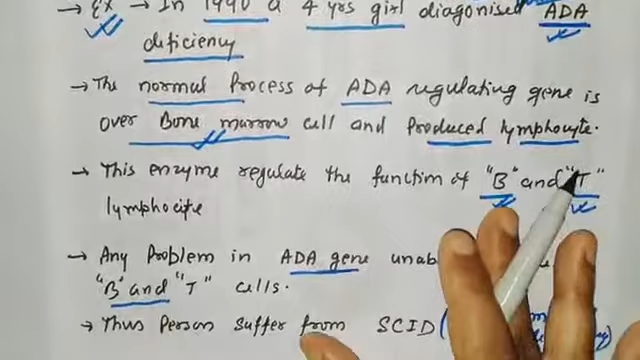 → Ex → In 1990 a 4 yrs girl diagonised ADA
deficiency
→ The normal Process of ADA regulating gene is
over Bone marrow cell and Produced lymphocyte.
→ This enzyme regulate the function of "B" and "T"
lymphocite
→ Any Problem in ADA gene
"B" and "T" cells.
→ Thus Person suffer from SCID (